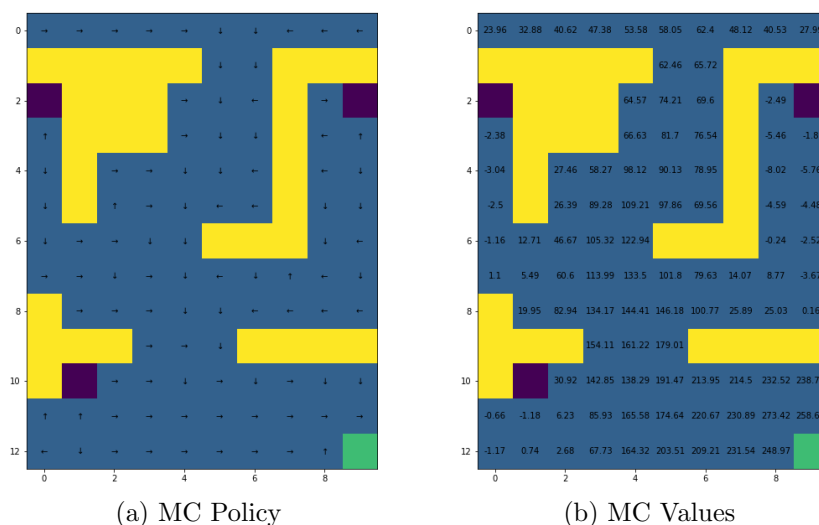 0 → → → → → ↓ ↓ ← ← ←
↓ ↓
2 → ↓ ← →
↑ → ↓ ↓ ← ↑
4 ↓ → → ↓ ↓ ← ↓ ←
↓ ↑ → ↓ ← ← ↓ ↓
6 ↓ → → ↓ ↓ ↓ ←
→ → ↓ → ↓ ← ↓ ↑ ← ↓
8 → → → → ↓ ← ← ← ←
→ → ↓
10 → → ↓ → ↓ → → ↓
↑ ↑ → → → → → → → ↓
12 ← ↓ → → → → → → ↑
0 2 4 6 8
(a) MC Policy
0 23.96 32.88 40.62 47.38 53.58 58.05 62.4 48.12 40.53 27.99
62.46 65.72
2 64.57 74.21 69.6 -2.49
-2.38 66.63 81.7 76.54 -5.46 -1.8
4 -3.04 27.46 58.27 98.12 90.13 78.95 -8.02 -5.76
-2.5 26.39 89.28 109.21 97.86 69.56 -4.59 -4.48
6 -1.16 12.71 46.67 105.32 122.94 -0.24 -2.52
1.1 5.49 60.6 113.99 133.5 101.8 79.63 14.07 8.77 -3.67
8 19.95 82.94 134.17 144.41 146.18 100.77 25.89 25.03 0.16
154.11 161.22 179.01
10 30.92 142.85 138.29 191.47 213.95 214.5 232.52 238.7
-0.66 -1.18 6.23 85.93 165.58 174.64 220.67 230.89 273.42 258.6
12 -1.17 0.74 2.68 67.73 164.32 203.51 209.21 231.54 248.97
0 2 4 6 8
(b) MC Values